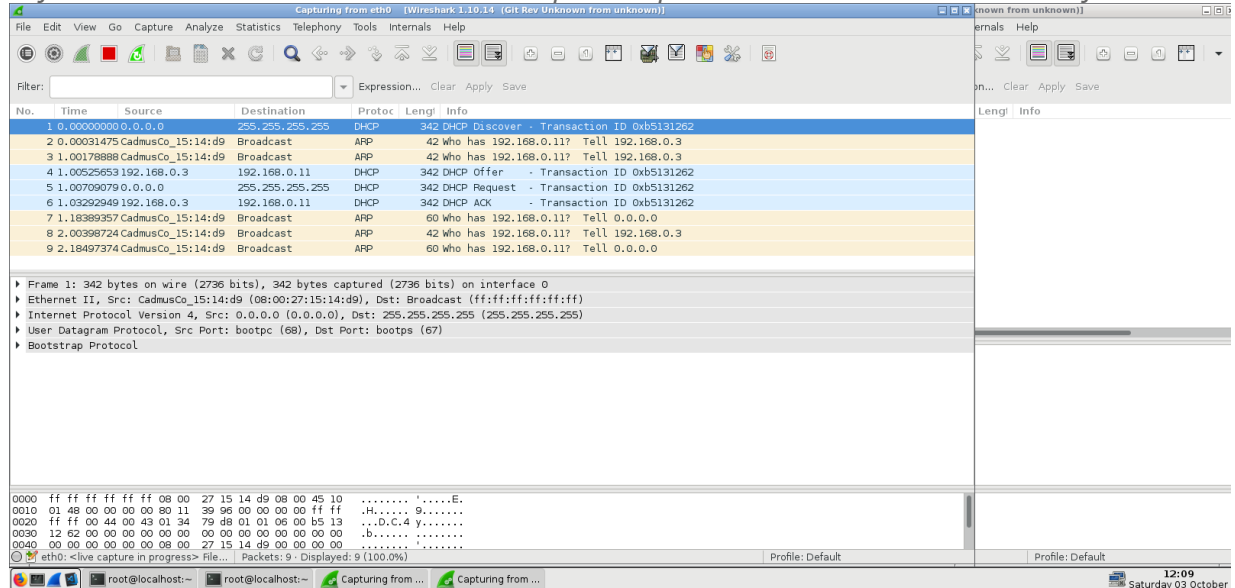 Capturing from eth0 [Wireshark 1.10.14 (Git Rev Unknown from unknown)]
known from unknown)]
File Edit View Go Capture Analyze Statistics Telephony Tools Internals Help
ernals Help
Filter: Expression... Clear Apply Save
on... Clear Apply Save
No. Time Source Destination Protoc Lengt Info
Lengt Info
1 0.00000000 0.0.0.0 255.255.255.255 DHCP 342 DHCP Discover - Transaction ID 0xb5131262
2 0.00031475 CadmusCo_15:14:d9 Broadcast ARP 42 Who has 192.168.0.11? Tell 192.168.0.3
3 1.00178888 CadmusCo_15:14:d9 Broadcast ARP 42 Who has 192.168.0.11? Tell 192.168.0.3
4 1.00525653 192.168.0.3 192.168.0.11 DHCP 342 DHCP Offer - Transaction ID 0xb5131262
5 1.00709079 0.0.0.0 255.255.255.255 DHCP 342 DHCP Request - Transaction ID 0xb5131262
6 1.03292949 192.168.0.3 192.168.0.11 DHCP 342 DHCP ACK - Transaction ID 0xb5131262
7 1.18389357 CadmusCo_15:14:d9 Broadcast ARP 60 Who has 192.168.0.11? Tell 0.0.0.0
8 2.00398724 CadmusCo_15:14:d9 Broadcast ARP 42 Who has 192.168.0.11? Tell 192.168.0.3
9 2.18497374 CadmusCo_15:14:d9 Broadcast ARP 60 Who has 192.168.0.11? Tell 0.0.0.0
Frame 1: 342 bytes on wire (2736 bits), 342 bytes captured (2736 bits) on interface 0
Ethernet II, Src: CadmusCo_15:14:d9 (08:00:27:15:14:d9), Dst: Broadcast (ff:ff:ff:ff:ff:ff)
Internet Protocol Version 4, Src: 0.0.0.0 (0.0.0.0), Dst: 255.255.255.255 (255.255.255.255)
User Datagram Protocol, Src Port: bootpc (68), Dst Port: bootps (67)
Bootstrap Protocol
0000 ff ff ff ff ff ff 08 00 27 15 14 d9 08 00 45 10 ........ '.....E.
0010 01 48 00 00 00 00 80 11 39 96 00 00 00 00 ff ff .H...... 9.......
0020 ff ff 00 44 00 43 01 34 79 d8 01 01 06 00 b5 13 ...D.C.4 y.......
0030 12 62 00 00 00 00 00 00 00 00 00 00 00 00 00 00 .b...... ........
0040 00 00 00 00 00 00 08 00 27 15 14 d9 00 00 00 00 ........ '.......
eth0: <live capture in progress> File... Packets: 9 · Displayed: 9 (100.0%) Profile: Default
Profile: Default
root@localhost:~ root@localhost:~ Capturing from ... Capturing from ... 12:09
Saturday 03 October